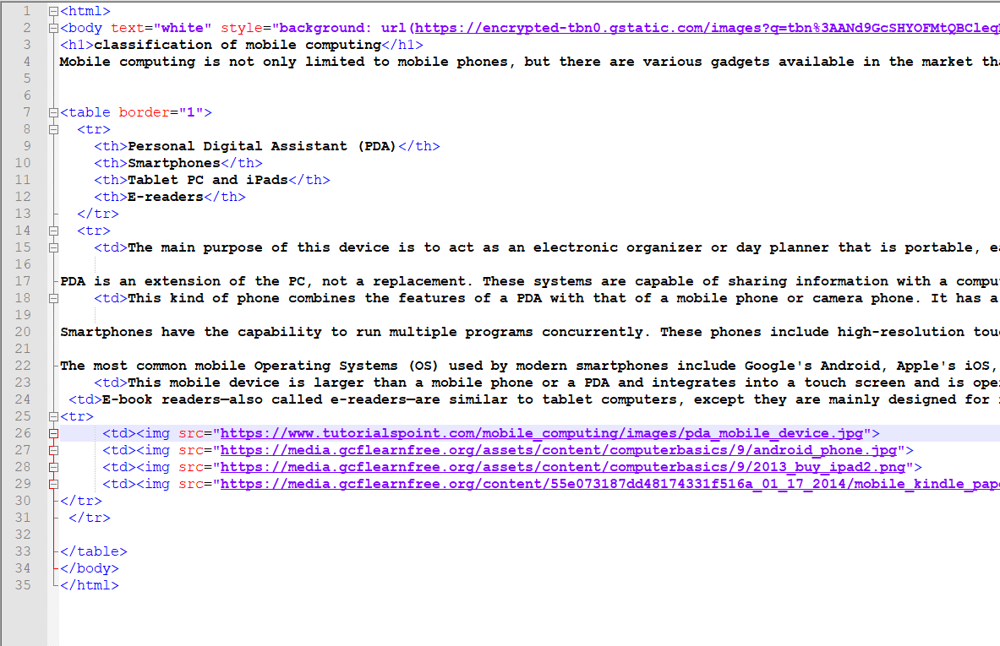 1 <html>
2 <body text="white" style="background: url(https://encrypted-tbn0.gstatic.com/images?q=tbn%3AANd9GcSHYOFMtQBCleq
3 <h1>classification of mobile computing</h1>
4 Mobile computing is not only limited to mobile phones, but there are various gadgets available in the market tha
5
6
7 <table border="1">
8 <tr>
9 <th>Personal Digital Assistant (PDA)</th>
10 <th>Smartphones</th>
11 <th>Tablet PC and iPads</th>
12 <th>E-readers</th>
13 </tr>
14 <tr>
15 <td>The main purpose of this device is to act as an electronic organizer or day planner that is portable, ea
16
17 PDA is an extension of the PC, not a replacement. These systems are capable of sharing information with a compu
18 <td>This kind of phone combines the features of a PDA with that of a mobile phone or camera phone. It has a
19
20 Smartphones have the capability to run multiple programs concurrently. These phones include high-resolution tou
21
22 The most common mobile Operating Systems (OS) used by modern smartphones include Google's Android, Apple's iOS,
23 <td>This mobile device is larger than a mobile phone or a PDA and integrates into a touch screen and is ope
24 <td>E-book readers—also called e-readers—are similar to tablet computers, except they are mainly designed for
25 <tr>
26 <td><img src="https://www.tutorialspoint.com/mobile_computing/images/pda_mobile_device.jpg">
27 <td><img src="https://media.gcflearnfree.org/assets/content/computerbasics/9/android_phone.jpg">
28 <td><img src="https://media.gcflearnfree.org/assets/content/computerbasics/9/2013_buy_ipad2.png">
29 <td><img src="https://media.gcflearnfree.org/content/55e073187dd48174331f516a_01_17_2014/mobile_kindle_pap
30 </tr>
31 </tr>
32
33 </table>
34 </body>
35 </html>